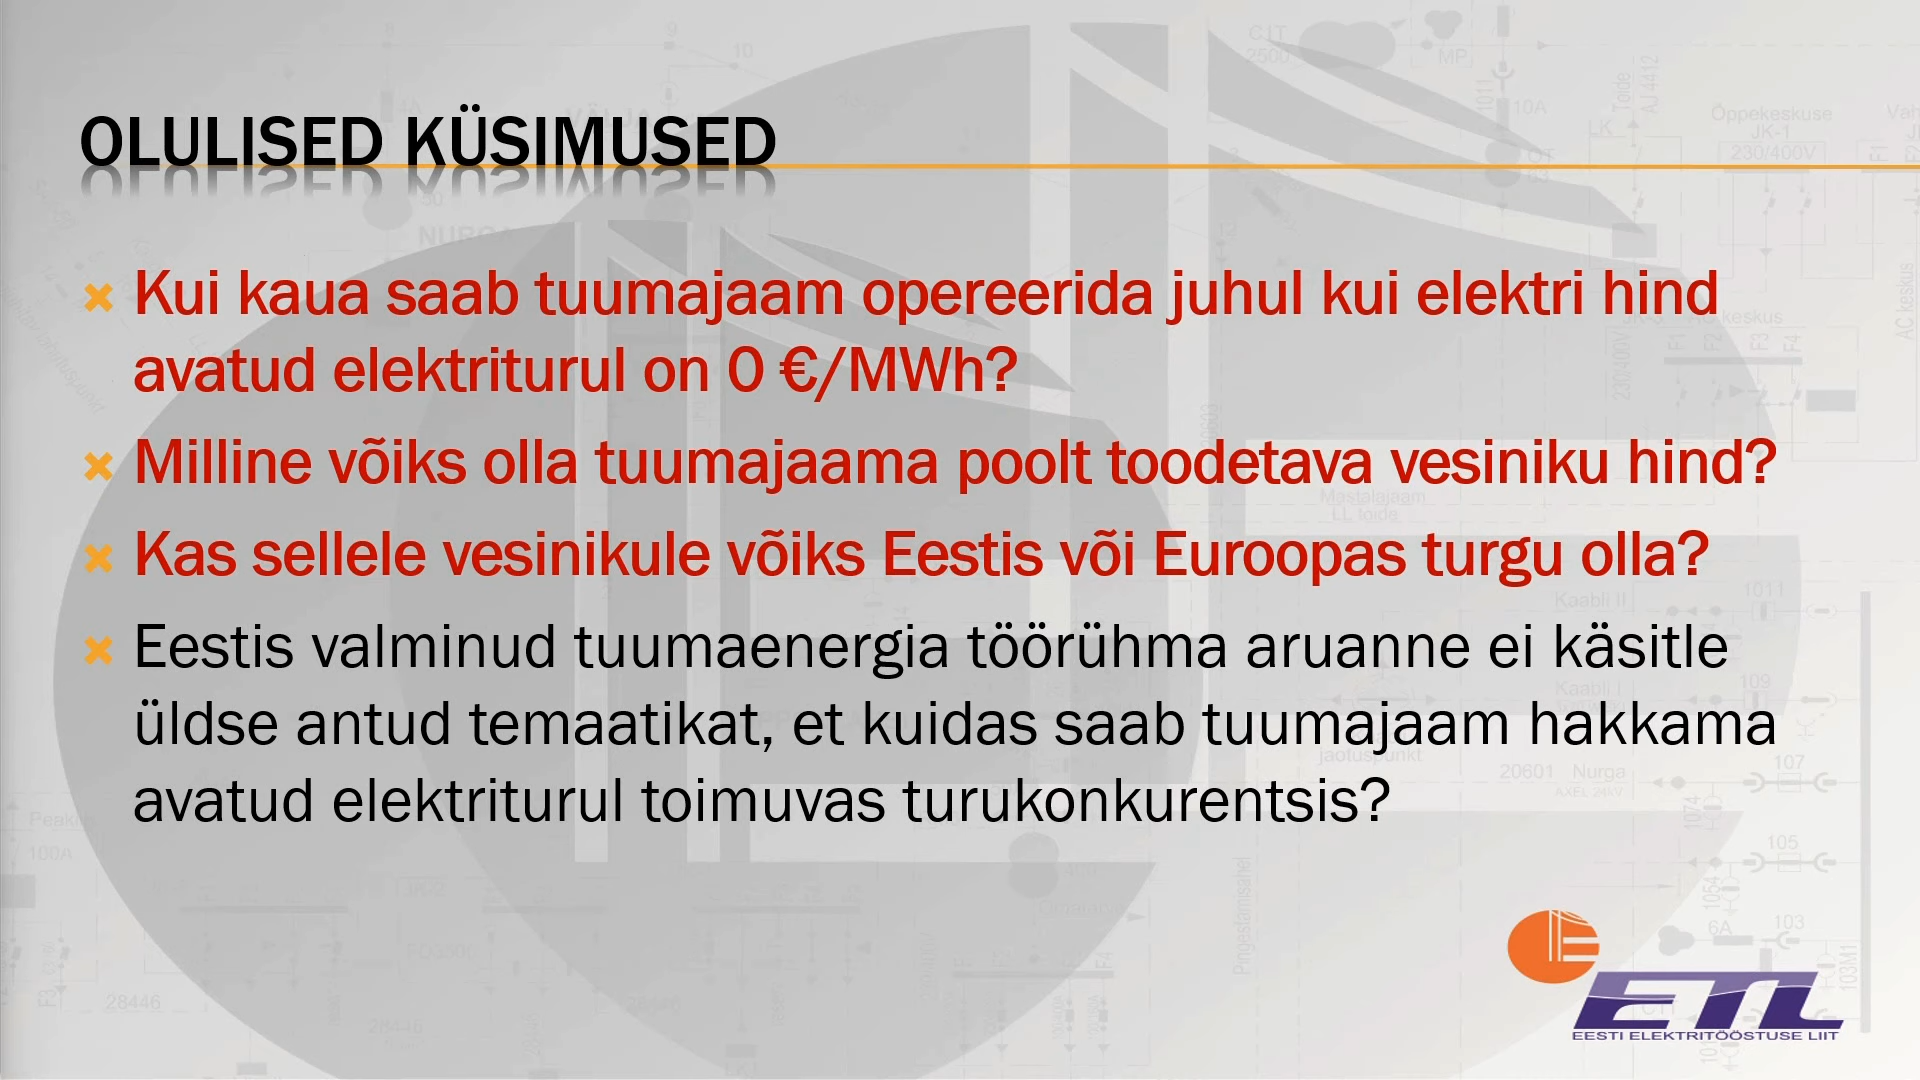 OLULISED KÜSIMUSED
Kui kaua saab tuumajaam opereerida juhul kui elektri hind
avatud elektriturul on 0 €/MWh?
Milline võiks olla tuumajaama poolt toodetava vesiniku hind?
Kas sellele vesinikule võiks Eestis või Euroopas turgu olla?
Eestis valminud tuumaenergia töörühma aruanne ei käsitle
üldse antud temaatikat, et kuidas saab tuumajaam hakkama
avatud elektriturul toimuvas turukonkurentsis?
ETL
EESTI ELEKTRITÖÖSTUSE LIIT